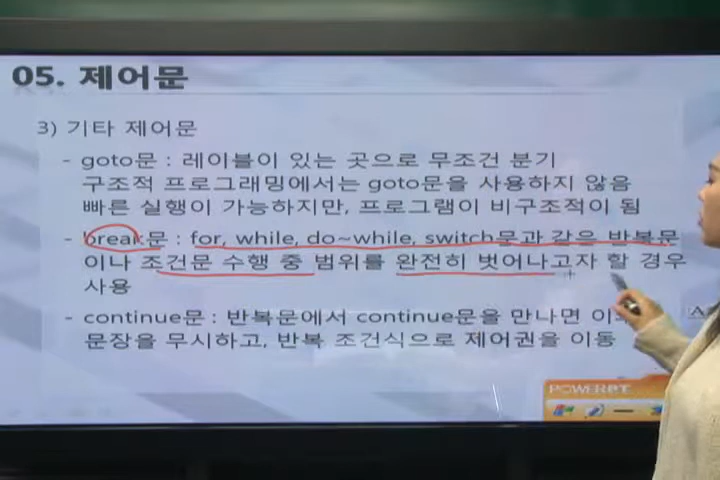 05. 제어문
3) 기타 제어문
- goto문 : 레이블이 있는 곳으로 무조건 분기
구조적 프로그래밍에서는 goto문을 사용하지 않음
빠른 실행이 가능하지만, 프로그램이 비구조적이 됨
- break문 : for, while, do~while, switch문과 같은 반복문
이나 조건문 수행 중 범위를 완전히 벗어나고자 할 경우
사용
- continue문 : 반복문에서 continue문을 만나면
문장을 무시하고, 반복 조건식으로 제어권을 이동
POWERPET